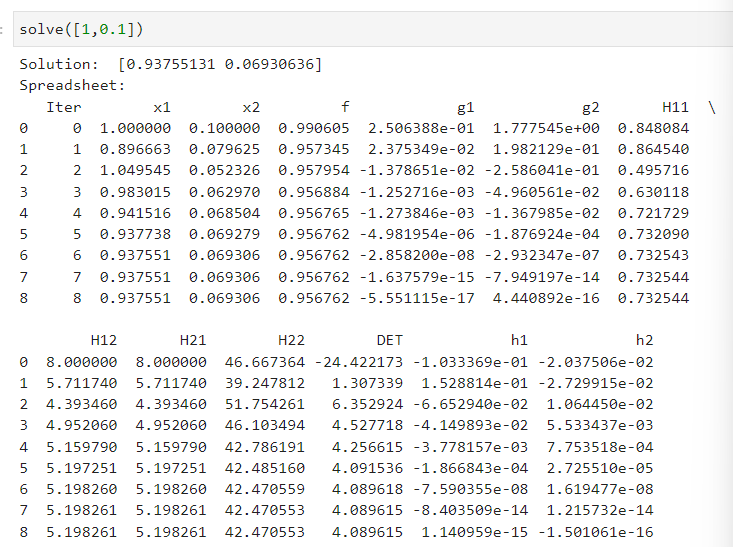 solve([1,0.1])
Solution:  [0.93755131 0.06930636]
Spreadsheet:
   Iter        x1        x2         f            g1            g2       H11  \
0     0  1.000000  0.100000  0.990605  2.506388e-01  1.777545e+00  0.848084
1     1  0.896663  0.079625  0.957345  2.375349e-02  1.982129e-01  0.864540
2     2  1.049545  0.052326  0.957954 -1.378651e-02 -2.586041e-01  0.495716
3     3  0.983015  0.062970  0.956884 -1.252716e-03 -4.960561e-02  0.630118
4     4  0.941516  0.068504  0.956765 -1.273846e-03 -1.367985e-02  0.721729
5     5  0.937738  0.069279  0.956762 -4.981954e-06 -1.876924e-04  0.732090
6     6  0.937551  0.069306  0.956762 -2.858200e-08 -2.932347e-07  0.732543
7     7  0.937551  0.069306  0.956762 -1.637579e-15 -7.949197e-14  0.732544
8     8  0.937551  0.069306  0.956762 -5.551115e-17  4.440892e-16  0.732544
        H12       H21        H22        DET            h1            h2
0  8.000000  8.000000  46.667364 -24.422173 -1.033369e-01 -2.037506e-02
1  5.711740  5.711740  39.247812   1.307339  1.528814e-01 -2.729915e-02
2  4.393460  4.393460  51.754261   6.352924 -6.652940e-02  1.064450e-02
3  4.952060  4.952060  46.103494   4.527718 -4.149893e-02  5.533437e-03
4  5.159790  5.159790  42.786191   4.256615 -3.778157e-03  7.753518e-04
5  5.197251  5.197251  42.485160   4.091536 -1.866843e-04  2.725510e-05
6  5.198260  5.198260  42.470559   4.089618 -7.590355e-08  1.619477e-08
7  5.198261  5.198261  42.470553   4.089615 -8.403509e-14  1.215732e-14
8  5.198261  5.198261  42.470553   4.089615  1.140959e-15 -1.501061e-16